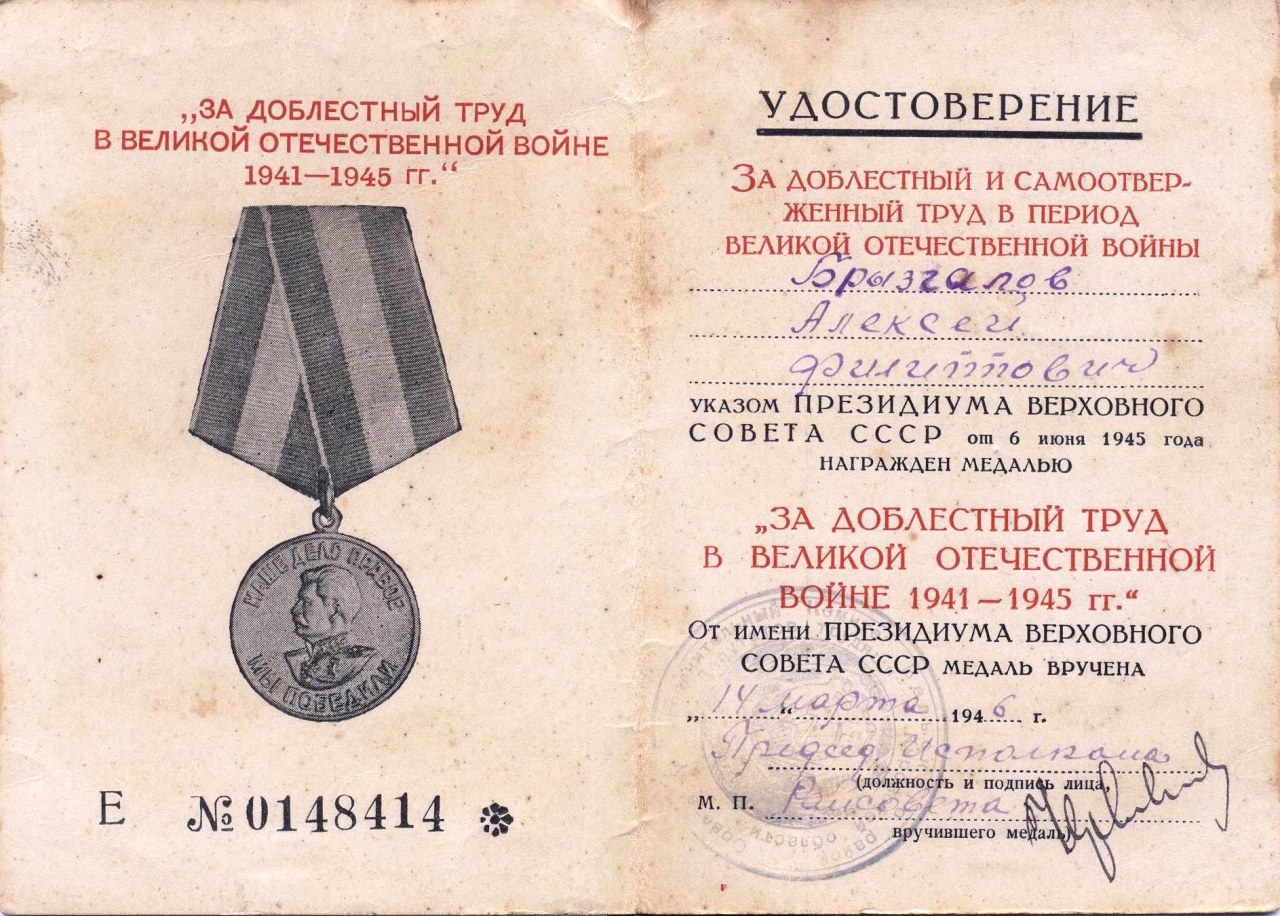 „ЗА ДОБЛЕСТНЫЙ ТРУД
В ВЕЛИКОЙ ОТЕЧЕСТВЕННОЙ ВОЙНЕ
1941—1945 гг.“
НАШЕ ДЕЛО ПРАВОЕ
МЫ ПОБЕДИЛИ
Е №0148414
УДОСТОВЕРЕНИЕ
ЗА ДОБЛЕСТНЫЙ И САМООТВЕР-
ЖЕННЫЙ ТРУД В ПЕРИОД
ВЕЛИКОЙ ОТЕЧЕСТВЕННОЙ ВОЙНЫ
Брызгалов
Алексей
Филиппович
УКАЗОМ ПРЕЗИДИУМА ВЕРХОВНОГО
СОВЕТА СССР от 6 июня 1945 года
НАГРАЖДЕН МЕДАЛЬЮ
„ЗА ДОБЛЕСТНЫЙ ТРУД
В ВЕЛИКОЙ ОТЕЧЕСТВЕННОЙ
ВОЙНЕ 1941—1945 гг.“
ОТ ИМЕНИ ПРЕЗИДИУМА ВЕРХОВНОГО
СОВЕТА СССР МЕДАЛЬ ВРУЧЕНА
„14“ марта 1946 г.
Председ Исполкома
(должность и подпись лица,
М. П. Райсовета
вручившего медаль)